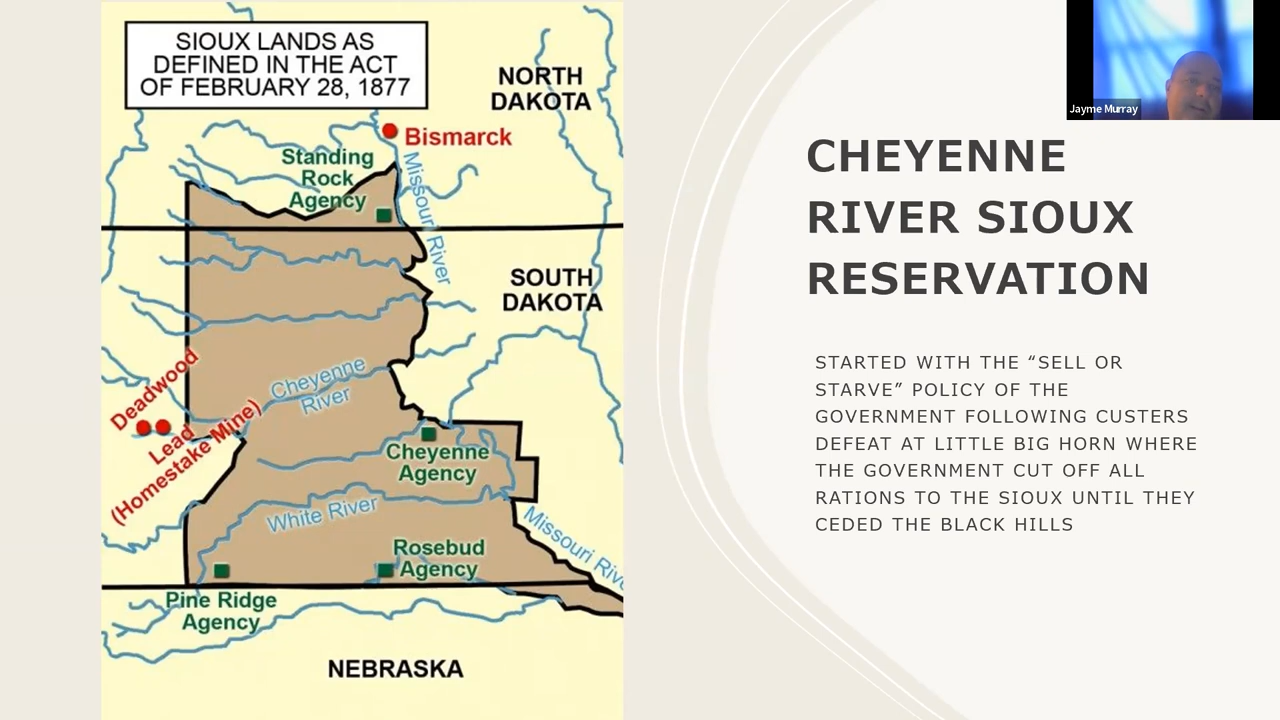 SIOUX LANDS AS
DEFINED IN THE ACT
OF FEBRUARY 28, 1877
NORTH
DAKOTA
Bismarck
Standing
Rock
Agency
Missouri River
SOUTH
DAKOTA
Deadwood
Lead
(Homestake Mine)
Cheyenne
River
Cheyenne
Agency
White River
Missouri Rive
Rosebud
Agency
Pine Ridge
Agency
NEBRASKA
Jayme Murray
CHEYENNE
RIVER SIOUX
RESERVATION
STARTED WITH THE “SELL OR
STARVE” POLICY OF THE
GOVERNMENT FOLLOWING CUSTERS
DEFEAT AT LITTLE BIG HORN WHERE
THE GOVERNMENT CUT OFF ALL
RATIONS TO THE SIOUX UNTIL THEY
CEDED THE BLACK HILLS